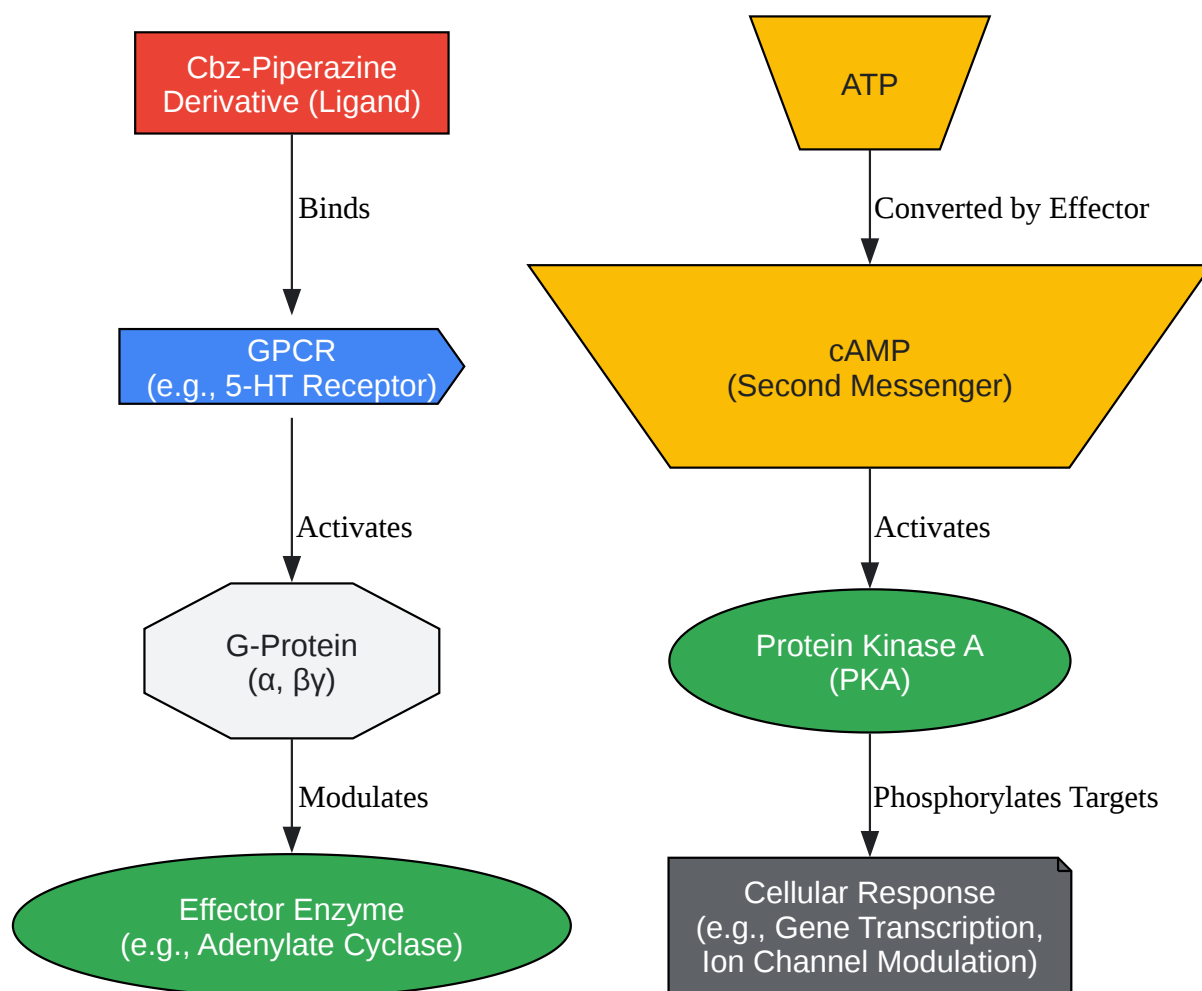 Cbz-Piperazine
Derivative (Ligand)
Binds
GPCR
(e.g., 5-HT Receptor)
Activates
G-Protein
(α, βγ)
Modulates
Effector Enzyme
(e.g., Adenylate Cyclase)
ATP
Converted by Effector
cAMP
(Second Messenger)
Activates
Protein Kinase A
(PKA)
Phosphorylates Targets
Cellular Response
(e.g., Gene Transcription,
Ion Channel Modulation)